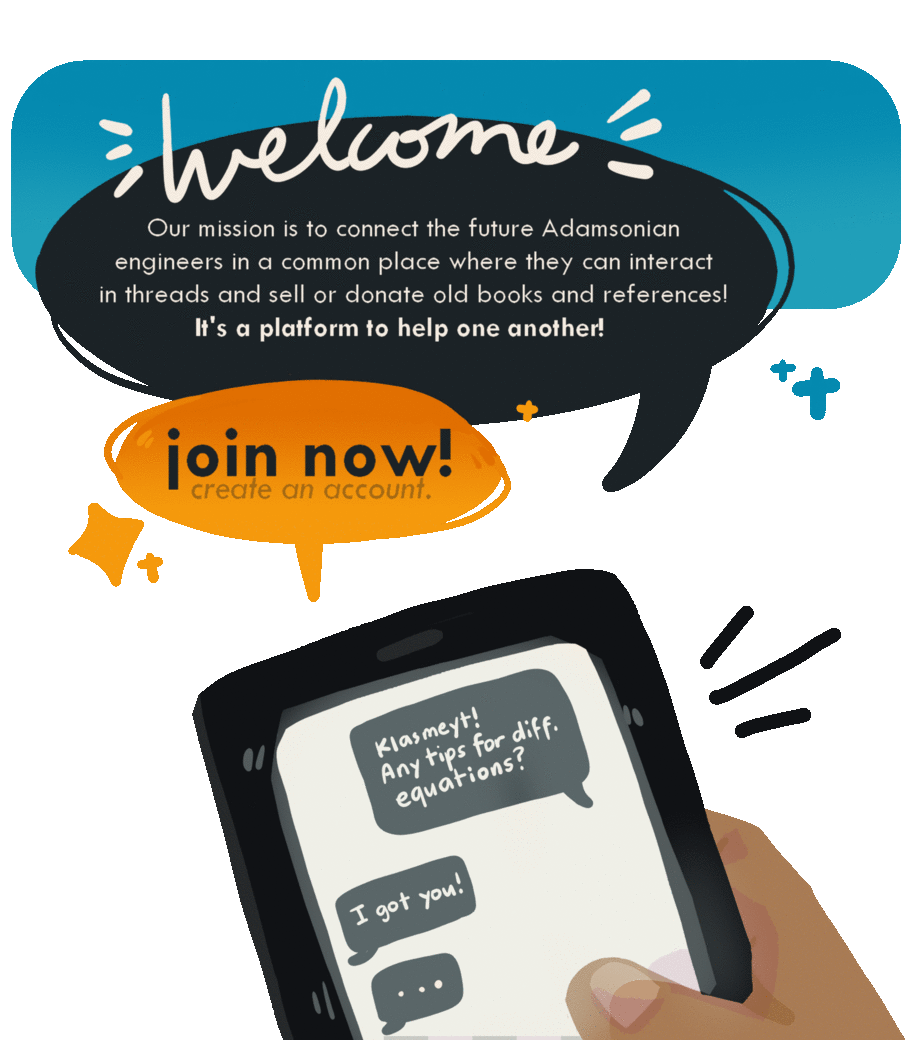 welcome
Our mission is to connect the future Adamsonian
engineers in a common place where they can interact
in threads and sell or donate old books and references!
It's a platform to help one another!
join now!
create an account.
Klasmeyt!
Any tips for diff.
equations?
I got you!
...